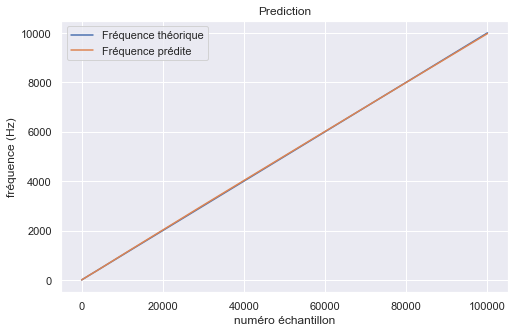 Prediction
Fréquence théorique
Fréquence prédite
fréquence (Hz)
10000
8000
6000
4000
2000
0
0 20000 40000 60000 80000 100000
numéro échantillon